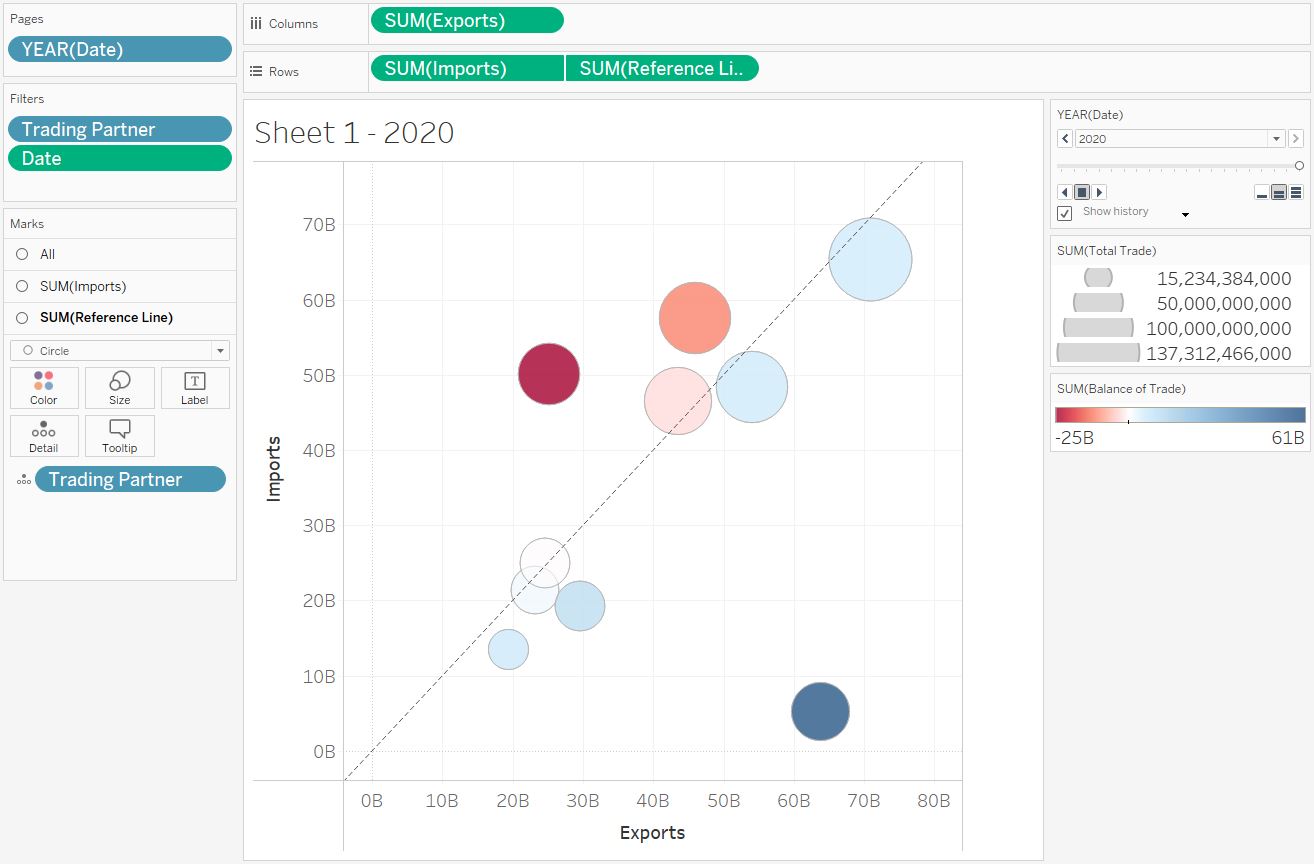 Pages
YEAR(Date)
Filters
Trading Partner
Date
Marks
All
SUM(Imports)
SUM(Reference Line)
Circle
Color
Size
T
Label
Detail
Tooltip
Trading Partner
Columns
SUM(Exports)
Rows
SUM(Imports)
SUM(Reference Li..
Sheet 1 - 2020
70B
60B
50B
40B
30B
20B
10B
0B
Imports
0B
10B
20B
30B
40B
50B
60B
70B
80B
Exports
YEAR(Date)
2020
Show history
SUM(Total Trade)
15,234,384,000
50,000,000,000
100,000,000,000
137,312,466,000
SUM(Balance of Trade)
-25B
61B